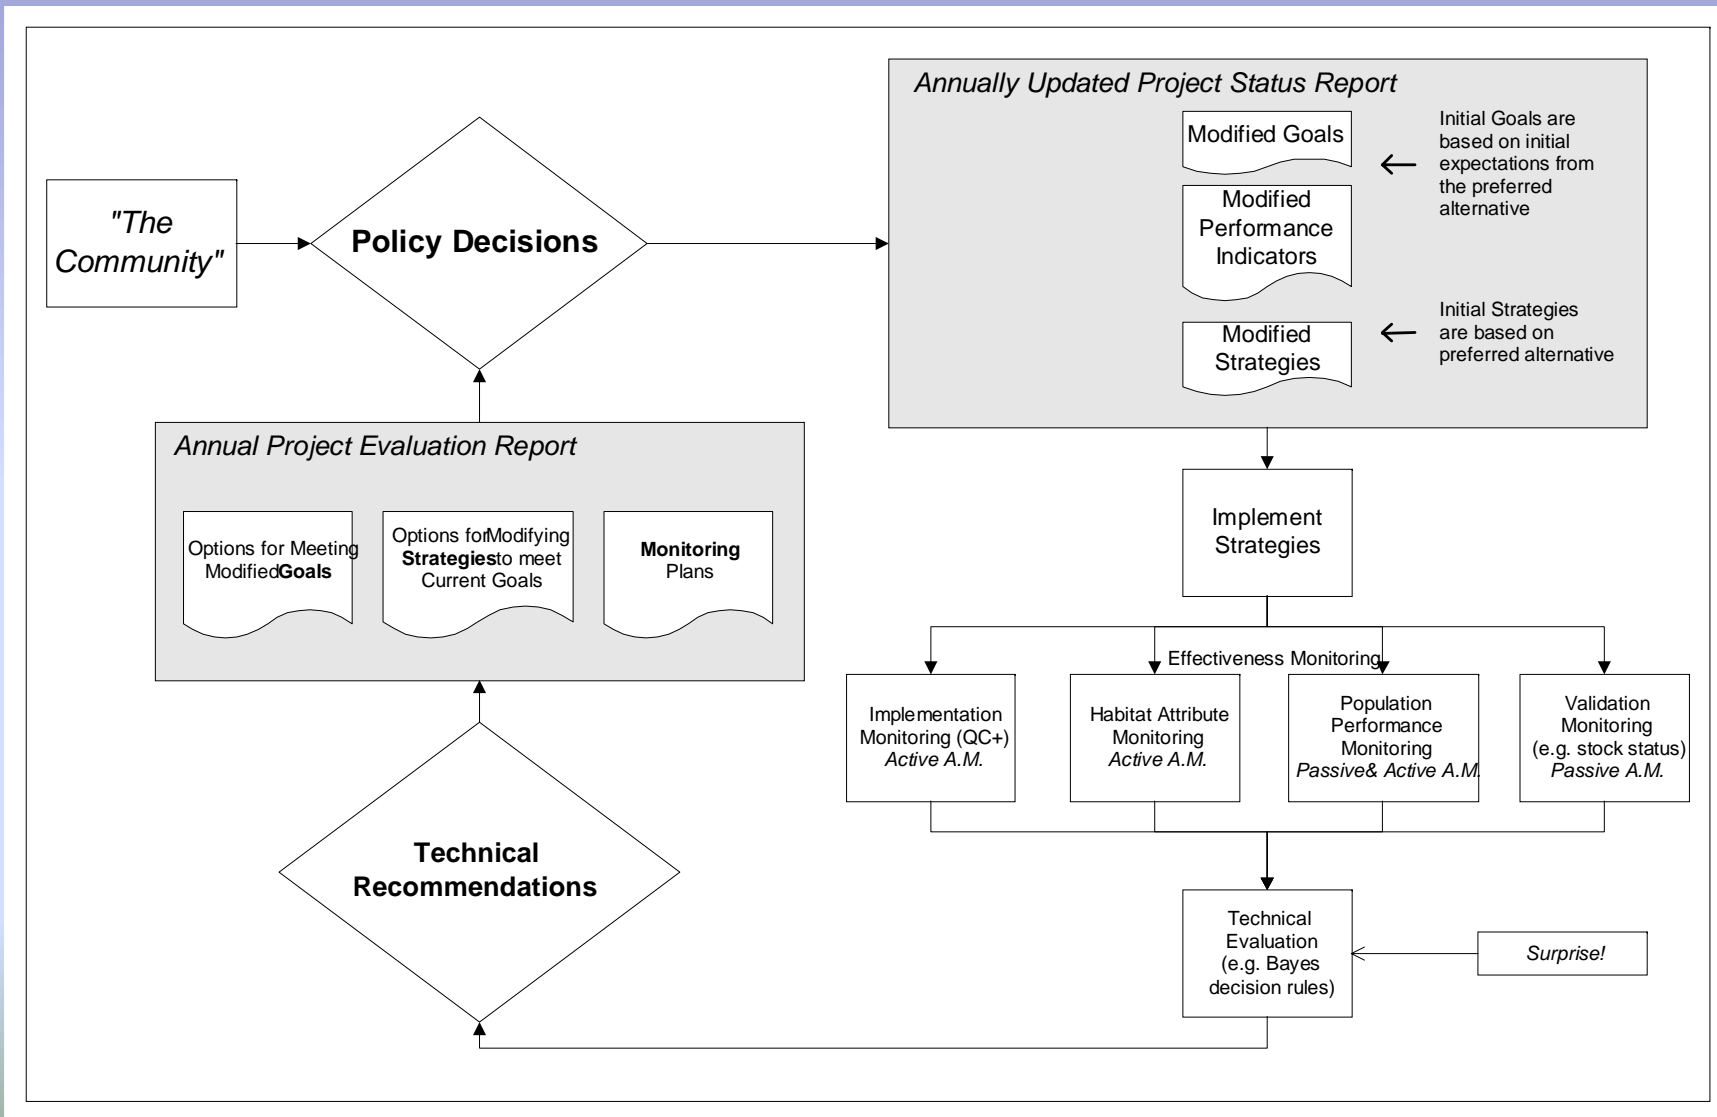 Annually Updated Project Status Report
Modified Goals
Initial Goals are
based on initial
expectations from
the preferred
alternative
Modified
Performance
Indicators
Modified
Strategies
Initial Strategies
are based on
preferred alternative
"The
Community"
Policy Decisions
Annual Project Evaluation Report
Options for Meeting
ModifiedGoals
Options forModifying
Strategiesto meet
Current Goals
Monitoring
Plans
Implement
Strategies
Effectiveness Monitoring
Implementation
Monitoring (QC+)
Active A.M.
Habitat Attribute
Monitoring
Active A.M.
Population
Performance
Monitoring
Passive& Active A.M.
Validation
Monitoring
(e.g. stock status)
Passive A.M.
Technical
Recommendations
Technical
Evaluation
(e.g. Bayes
decision rules)
Surprise!